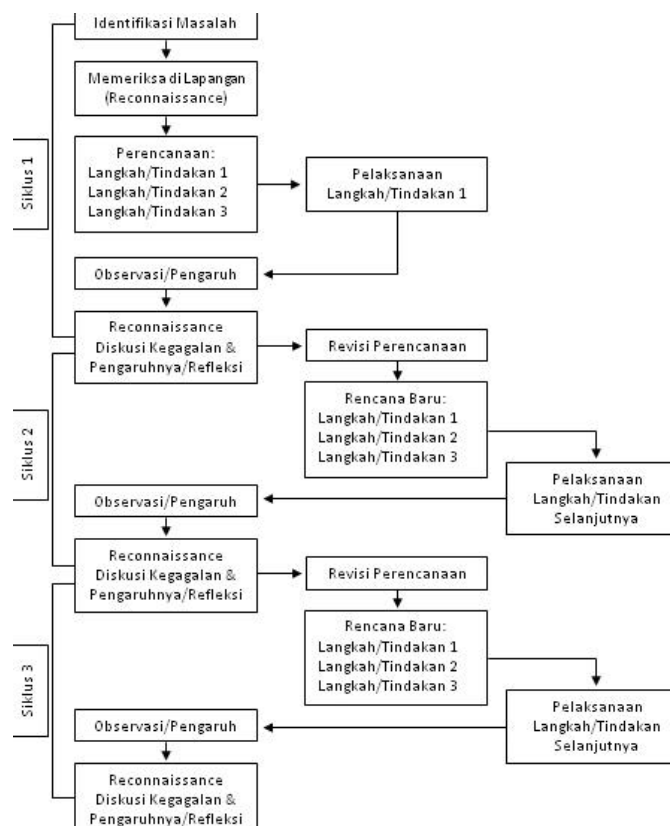 Identifikasi Masalah
Memeriksa di Lapangan
(Reconnaissance)
Siklus 1
Perencanaan:
Langkah/Tindakan 1
Langkah/Tindakan 2
Langkah/Tindakan 3
Pelaksanaan
Langkah/Tindakan 1
Observasi/Pengaruh
Reconnaissance
Diskusi Kegagalan &
Pengaruhnya/Refleksi
Revisi Perencanaan
Siklus 2
Rencana Baru:
Langkah/Tindakan 1
Langkah/Tindakan 2
Langkah/Tindakan 3
Pelaksanaan
Langkah/Tindakan
Selanjutnya
Observasi/Pengaruh
Reconnaissance
Diskusi Kegagalan &
Pengaruhnya/Refleksi
Revisi Perencanaan
Siklus 3
Rencana Baru:
Langkah/Tindakan 1
Langkah/Tindakan 2
Langkah/Tindakan 3
Pelaksanaan
Langkah/Tindakan
Selanjutnya
Observasi/Pengaruh
Reconnaissance
Diskusi Kegagalan &
Pengaruhnya/Refleksi